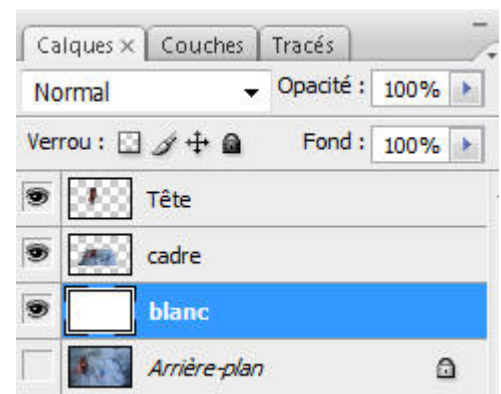 Calques × Couches Tracés
Normal Opacité : 100%
Verrou : Fond : 100%
Tête
cadre
blanc
Arrière-plan